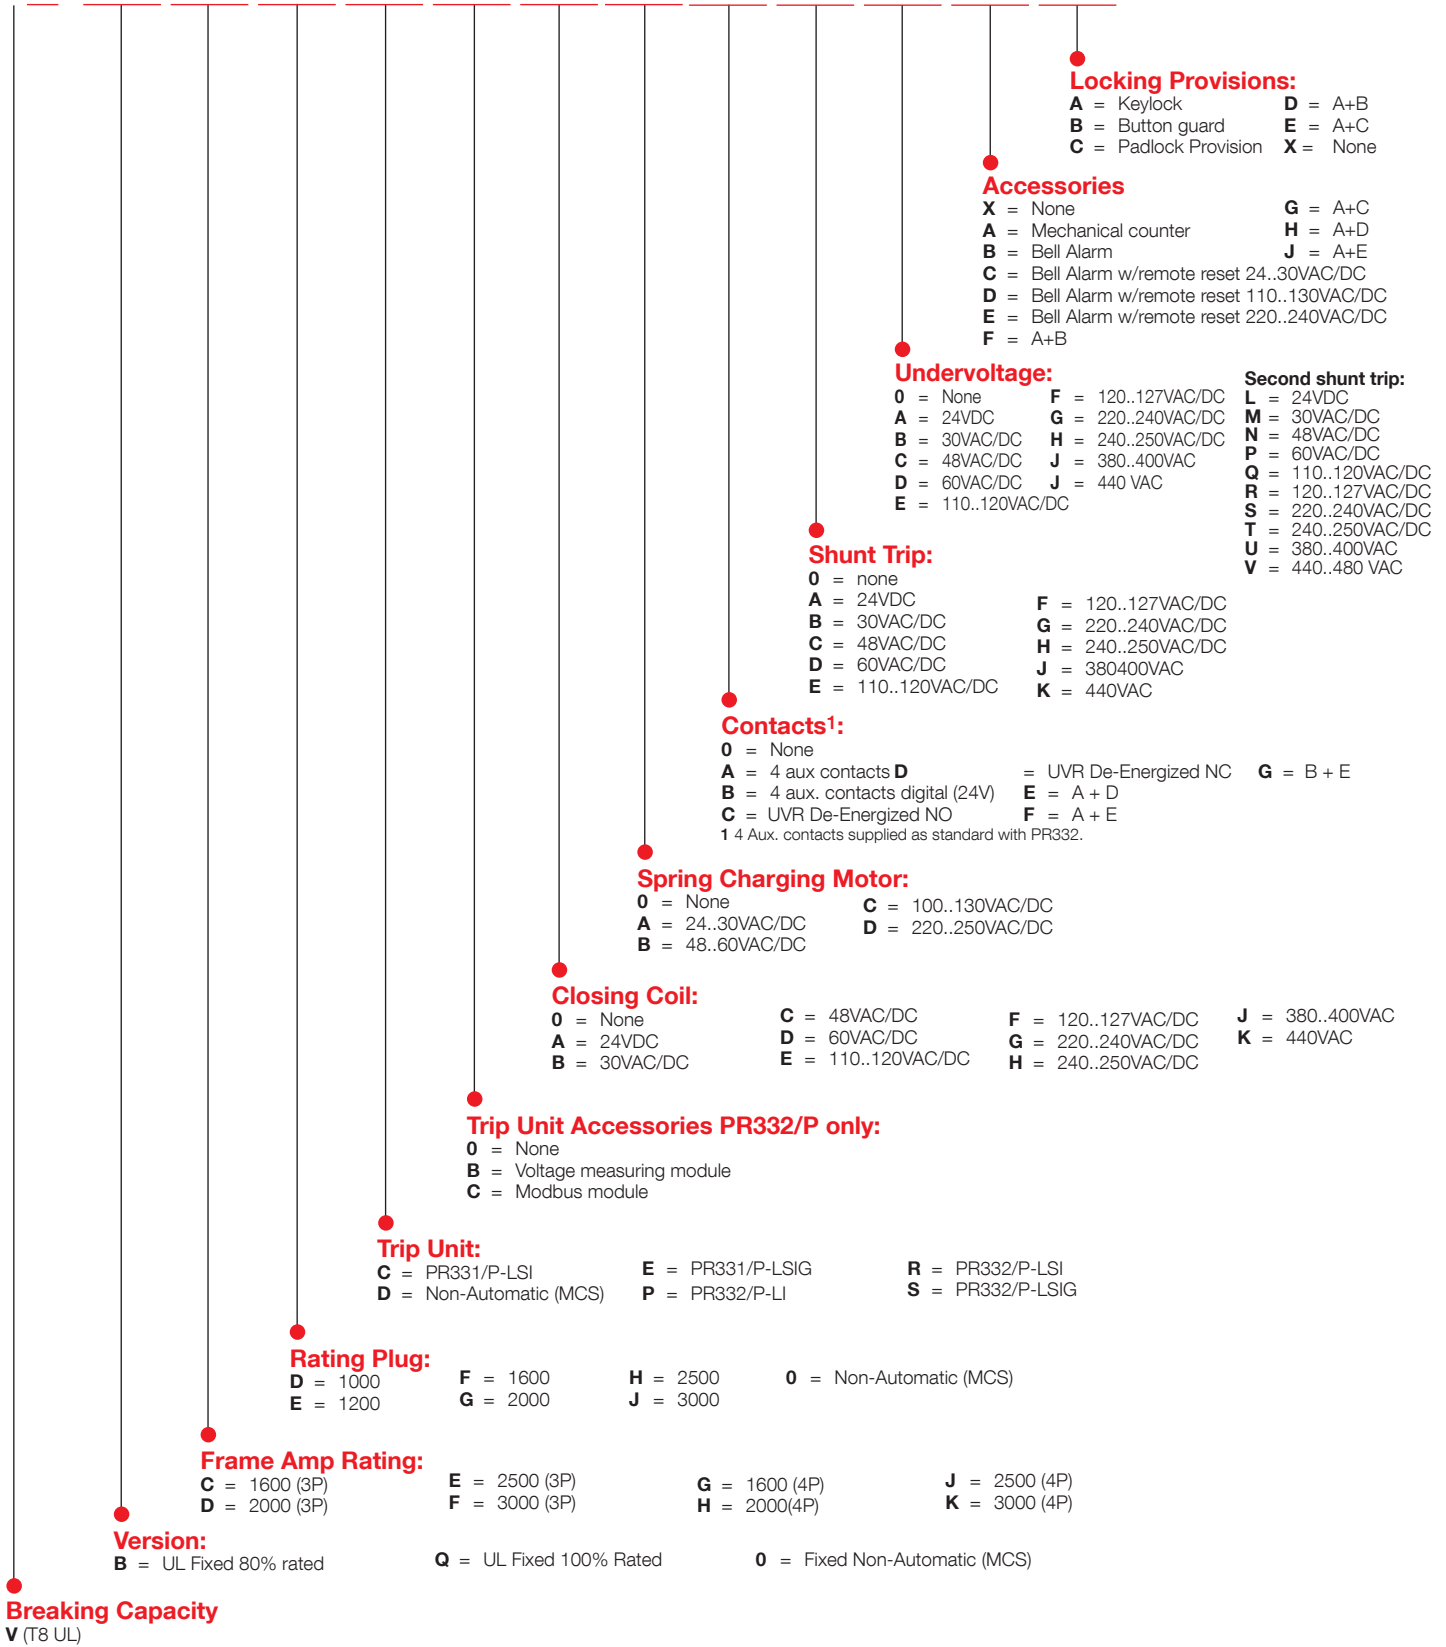 Locking Provisions:
A = Keylock D = A+B
B = Button guard E = A+C
C = Padlock Provision X = None
Accessories
X = None G = A+C
A = Mechanical counter H = A+D
B = Bell Alarm J = A+E
C = Bell Alarm w/remote reset 24..30VAC/DC
D = Bell Alarm w/remote reset 110..130VAC/DC
E = Bell Alarm w/remote reset 220..240VAC/DC
F = A+B
Undervoltage:
0 = None F = 120..127VAC/DC
A = 24VDC G = 220..240VAC/DC
B = 30VAC/DC H = 240..250VAC/DC
C = 48VAC/DC J = 380..400VAC
D = 60VAC/DC J = 440 VAC
E = 110..120VAC/DC
Second shunt trip:
L = 24VDC
M = 30VAC/DC
N = 48VAC/DC
P = 60VAC/DC
Q = 110..120VAC/DC
R = 120..127VAC/DC
S = 220..240VAC/DC
T = 240..250VAC/DC
U = 380..400VAC
V = 440..480 VAC
Shunt Trip:
0 = none
A = 24VDC F = 120..127VAC/DC
B = 30VAC/DC G = 220..240VAC/DC
C = 48VAC/DC H = 240..250VAC/DC
D = 60VAC/DC J = 380400VAC
E = 110..120VAC/DC K = 440VAC
Contacts1:
0 = None
A = 4 aux contacts D = UVR De-Energized NC G = B + E
B = 4 aux. contacts digital (24V) E = A + D
C = UVR De-Energized NO F = A + E
1 4 Aux. contacts supplied as standard with PR332.
Spring Charging Motor:
0 = None C = 100..130VAC/DC
A = 24..30VAC/DC D = 220..250VAC/DC
B = 48..60VAC/DC
Closing Coil:
0 = None C = 48VAC/DC F = 120..127VAC/DC J = 380..400VAC
A = 24VDC D = 60VAC/DC G = 220..240VAC/DC K = 440VAC
B = 30VAC/DC E = 110..120VAC/DC H = 240..250VAC/DC
Trip Unit Accessories PR332/P only:
0 = None
B = Voltage measuring module
C = Modbus module
Trip Unit:
C = PR331/P-LSI E = PR331/P-LSIG R = PR332/P-LSI
D = Non-Automatic (MCS) P = PR332/P-LI S = PR332/P-LSIG
Rating Plug:
D = 1000 F = 1600 H = 2500 0 = Non-Automatic (MCS)
E = 1200 G = 2000 J = 3000
Frame Amp Rating:
C = 1600 (3P) E = 2500 (3P) G = 1600 (4P) J = 2500 (4P)
D = 2000 (3P) F = 3000 (3P) H = 2000(4P) K = 3000 (4P)
Version:
B = UL Fixed 80% rated Q = UL Fixed 100% Rated 0 = Fixed Non-Automatic (MCS)
Breaking Capacity
V (T8 UL)